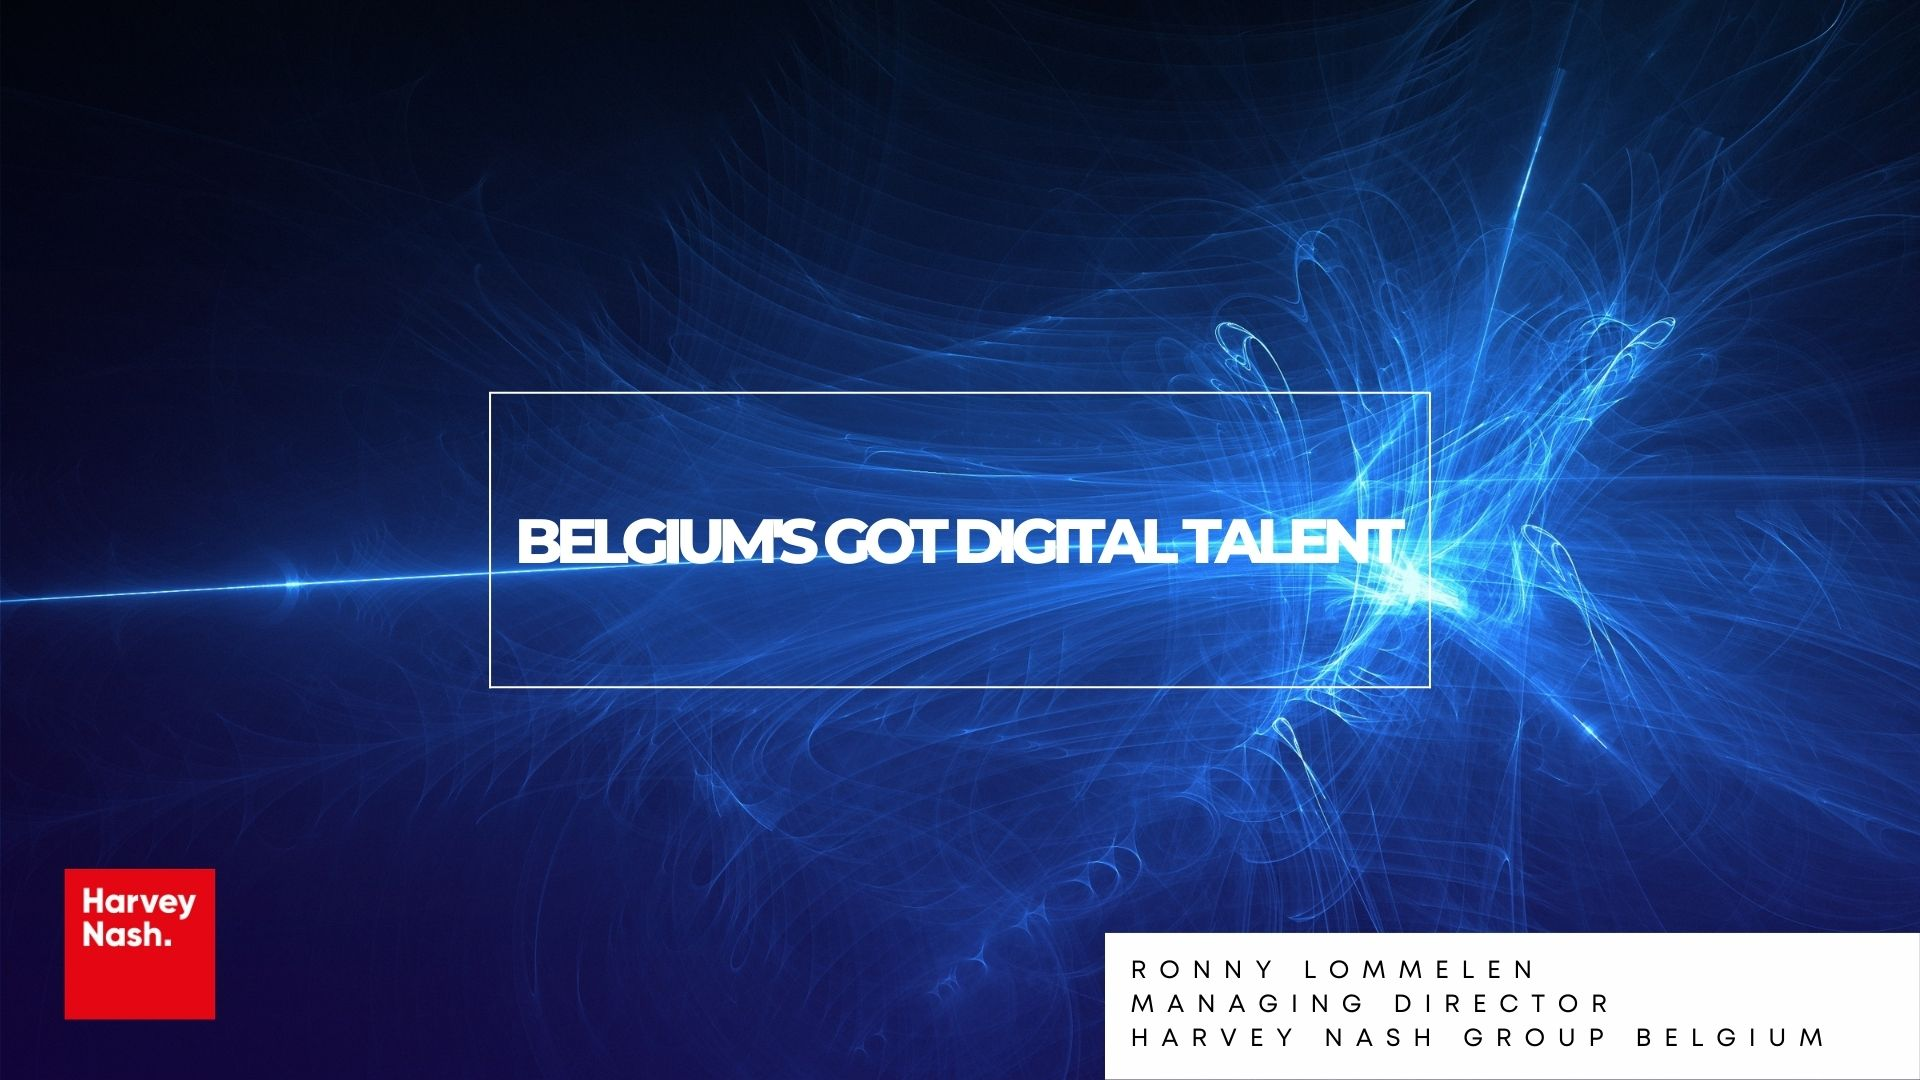 BELGIUM'S GOT DIGITAL TALENT
Harvey
Nash.
RONNY LOMMELEN
MANAGING DIRECTOR
HARVEY NASH GROUP BELGIUM